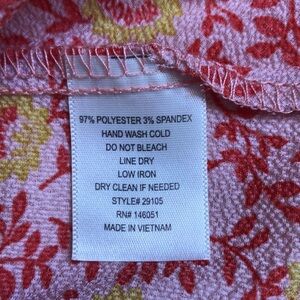 97% POLYESTER 3% SPANDEX
HAND WASH COLD
DO NOT BLEACH
LINE DRY
LOW IRON
DRY CLEAN IF NEEDED
STYLE# 29105
RN# 146051
MADE IN VIETNAM